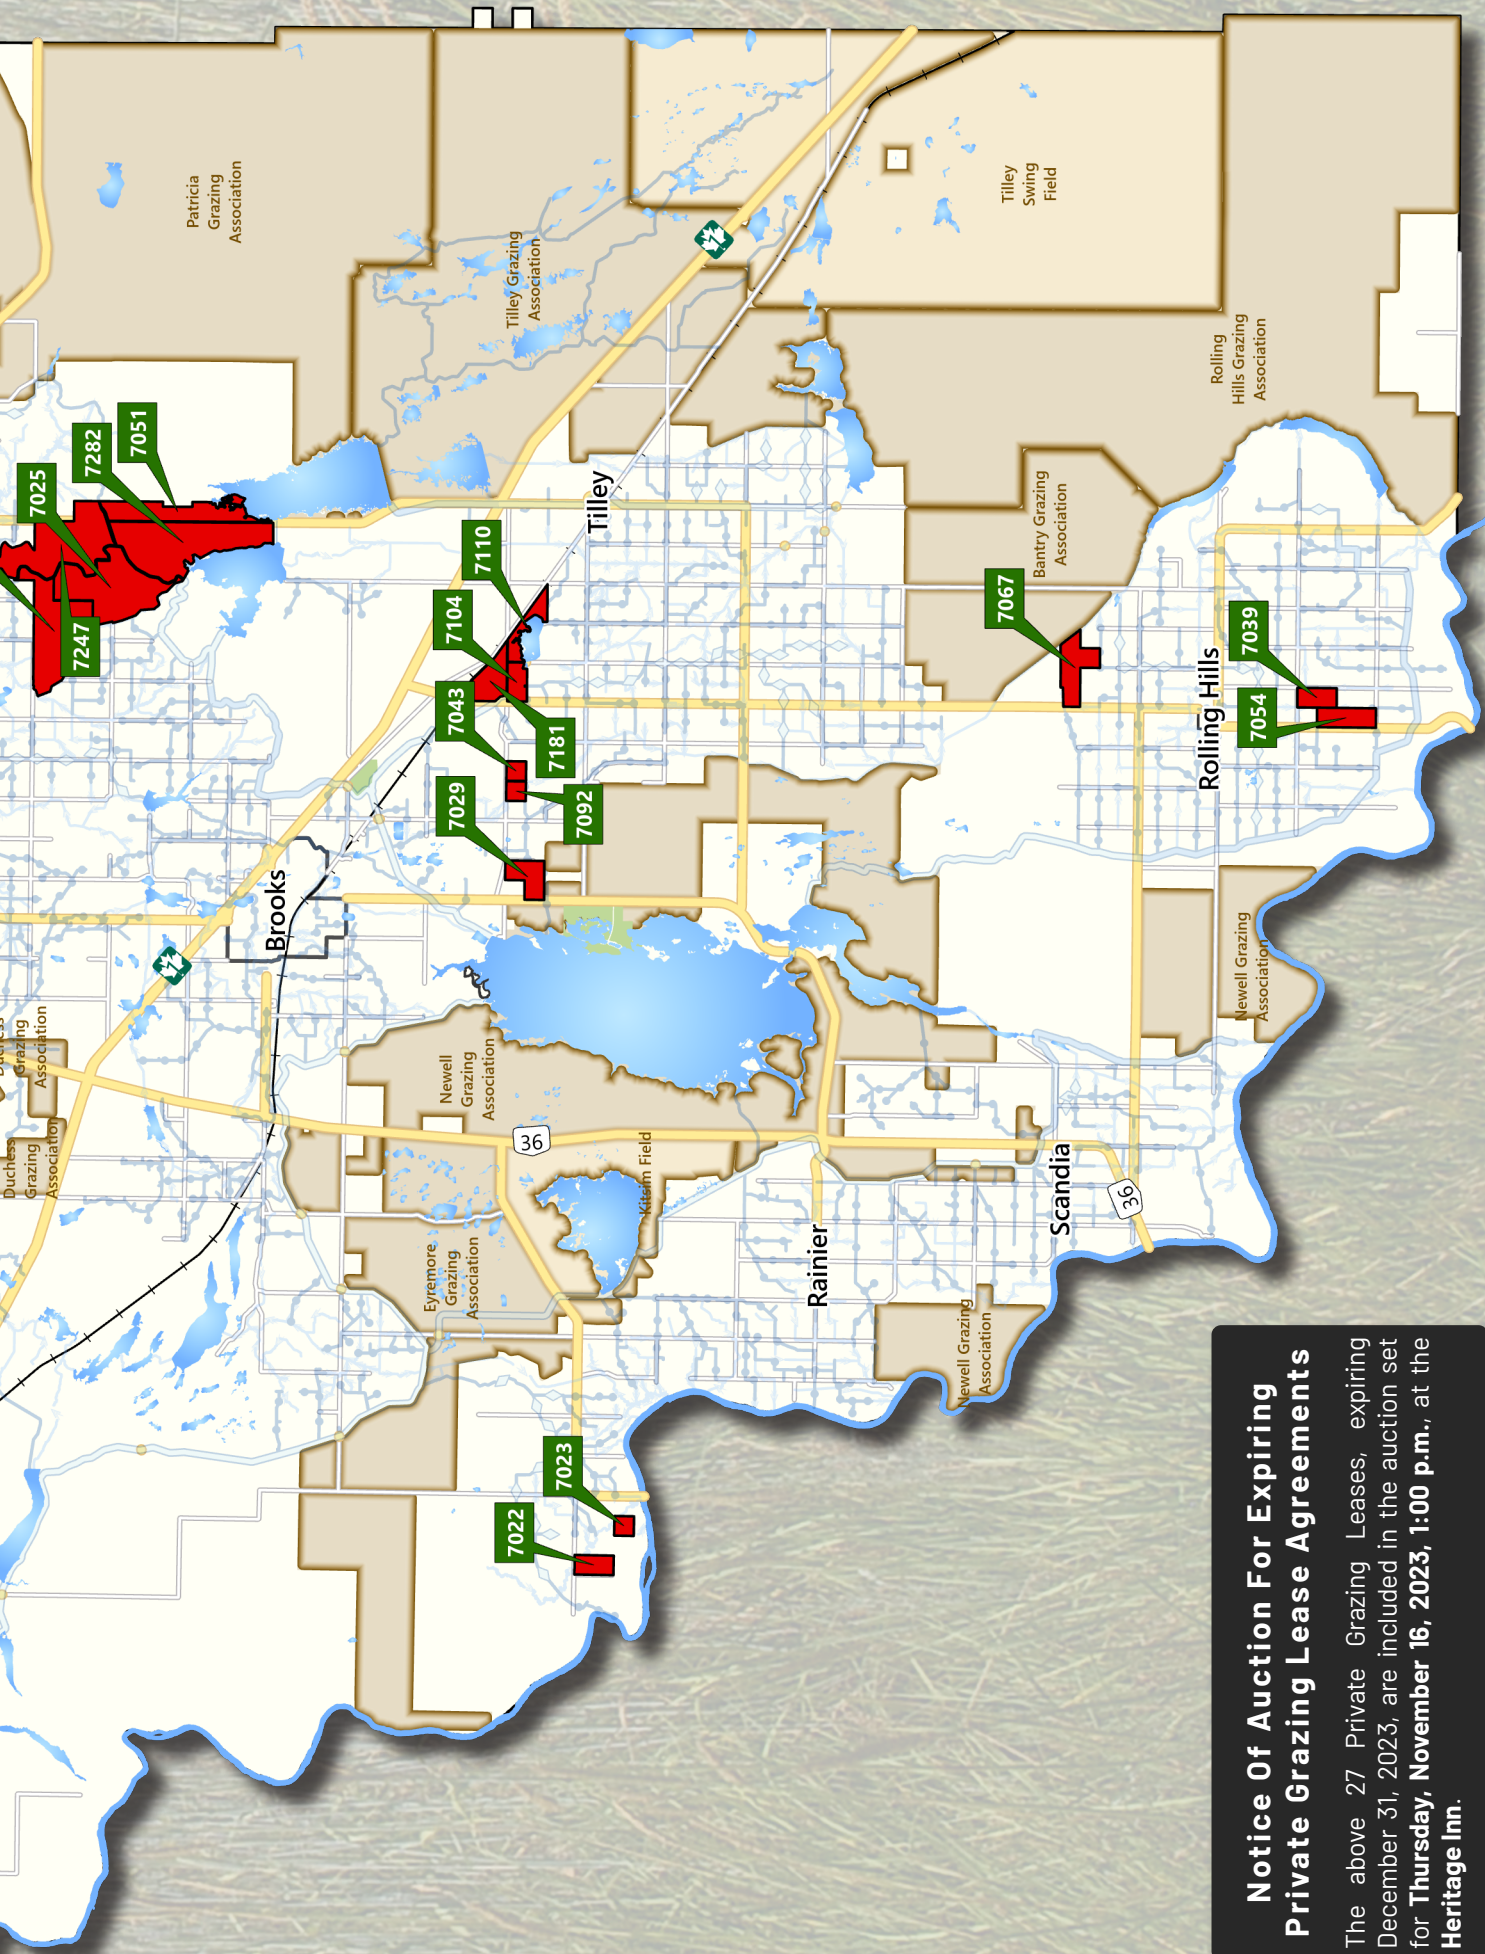 Notice Of Auction For Expiring
Private Grazing Lease Agreements
The above 27 Private Grazing Leases, expiring
December 31, 2023, are included in the auction set
for Thursday, November 16, 2023, 1:00 p.m., at the
Heritage Inn.
7022
7023
Duchess
Grazing
Association
Grazing
Association
Eyremore
Grazing
Association
Newell
Grazing
Association
Kitsim Field
36
Rainier
Scandia
36
Newell Grazing
Association
Newell Grazing
Association
Brooks
7029
7092
7043
7181
7104
7110
Tilley
7247
7025
7282
7051
7067
Rolling Hills
7054
7039
Bantry Grazing
Association
Rolling
Hills Grazing
Association
Tilley Grazing
Association
Patricia
Grazing
Association
Tilley
Swing
Field